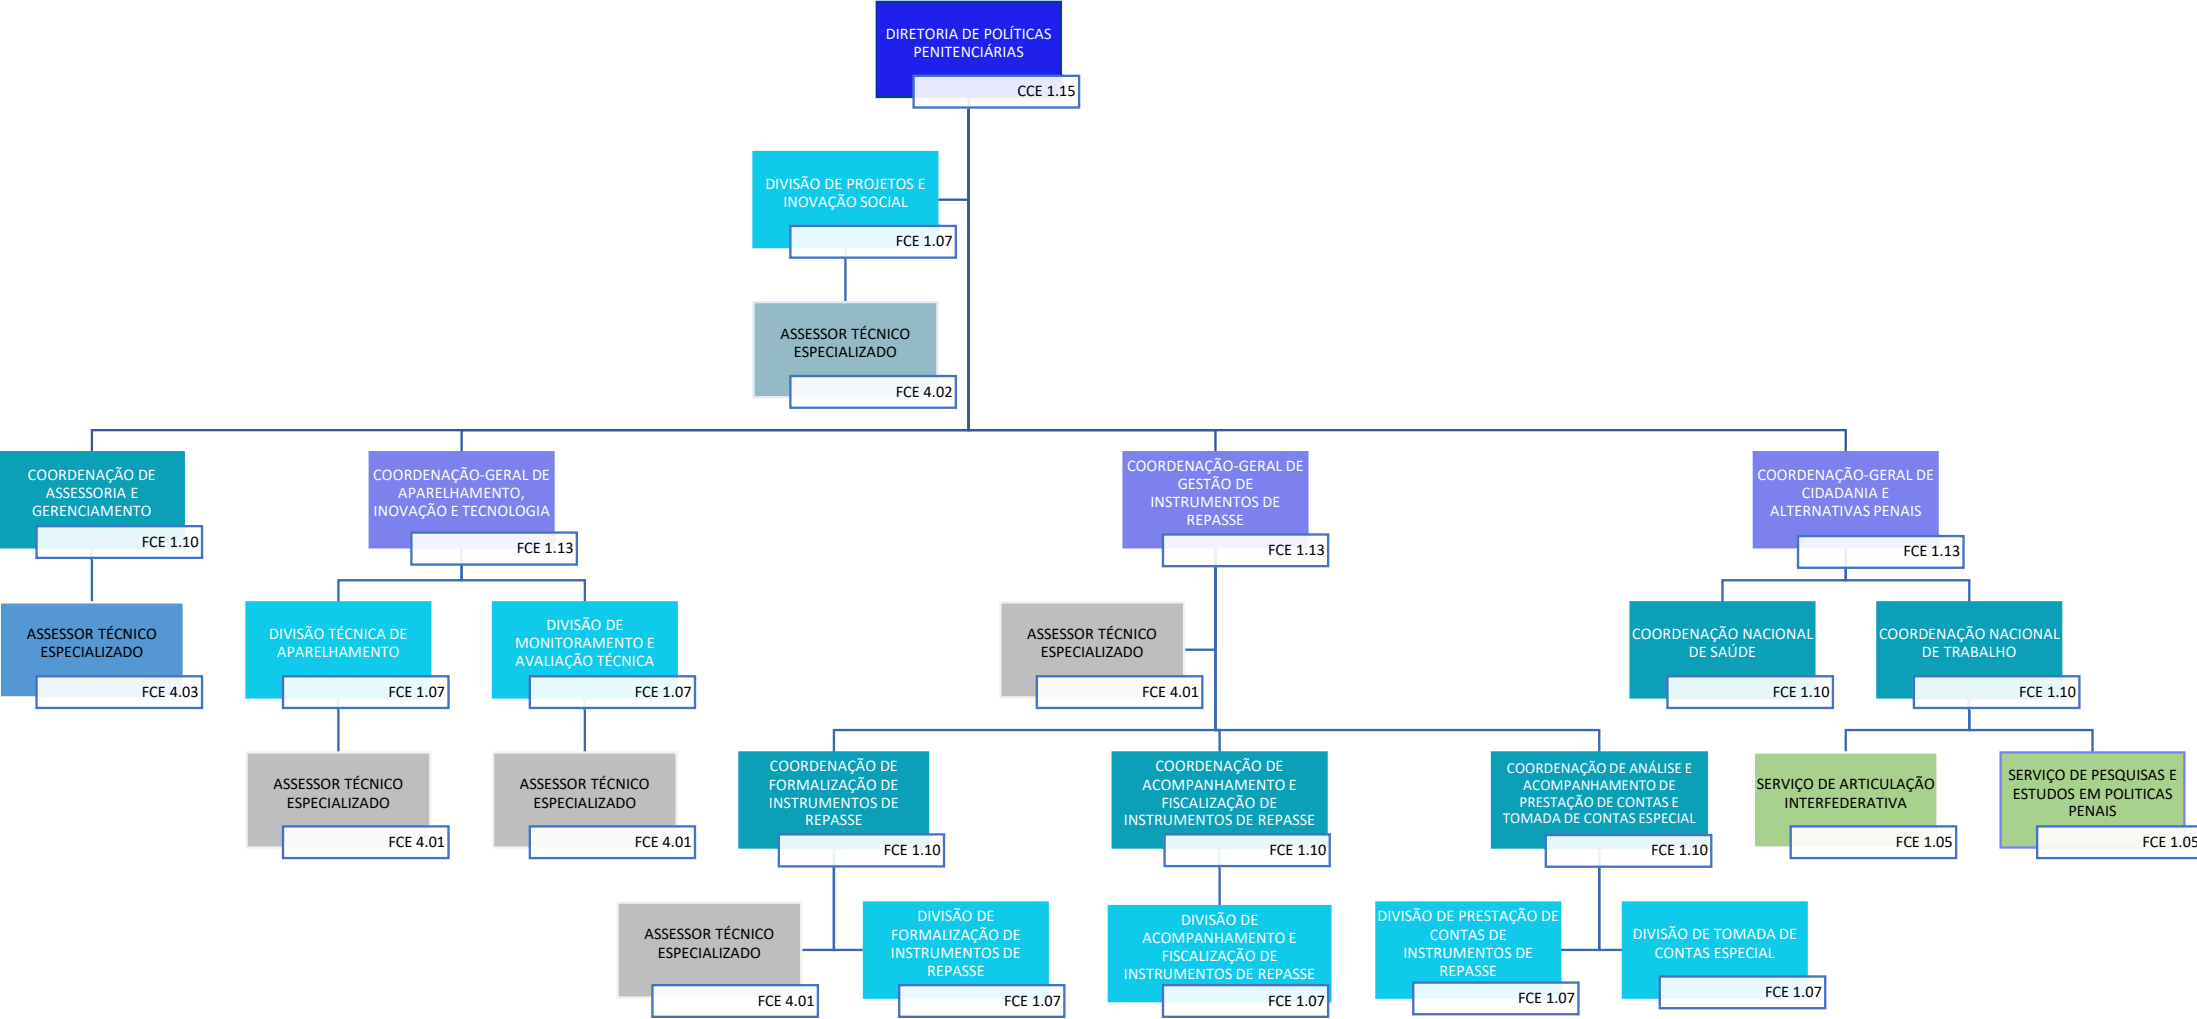 DIRETORIA DE POLÍTICAS
PENITENCIÁRIAS
CCE 1.15
DIVISÃO DE PROJETOS E
INOVAÇÃO SOCIAL
FCE 1.07
ASSESSOR TÉCNICO
ESPECIALIZADO
FCE 4.02
COORDENAÇÃO DE
ASSESSORIA E
GERENCIAMENTO
FCE 1.10
COORDENAÇÃO-GERAL DE
APARELHAMENTO,
INOVAÇÃO E TECNOLOGIA
FCE 1.13
COORDENAÇÃO-GERAL DE
GESTÃO DE
INSTRUMENTOS DE
REPASSE
FCE 1.13
COORDENAÇÃO-GERAL DE
CIDADANIA E
ALTERNATIVAS PENAIS
FCE 1.13
ASSESSOR TÉCNICO
ESPECIALIZADO
FCE 4.03
DIVISÃO TÉCNICA DE
APARELHAMENTO
FCE 1.07
DIVISÃO DE
MONITORAMENTO E
AVALIAÇÃO TÉCNICA
FCE 1.07
ASSESSOR TÉCNICO
ESPECIALIZADO
FCE 4.01
COORDENAÇÃO NACIONAL
DE SAÚDE
FCE 1.10
COORDENAÇÃO NACIONAL
DE TRABALHO
FCE 1.10
ASSESSOR TÉCNICO
ESPECIALIZADO
FCE 4.01
ASSESSOR TÉCNICO
ESPECIALIZADO
FCE 4.01
COORDENAÇÃO DE
FORMALIZAÇÃO DE
INSTRUMENTOS DE
REPASSE
FCE 1.10
COORDENAÇÃO DE
ACOMPANHAMENTO E
FISCALIZAÇÃO DE
INSTRUMENTOS DE REPASSE
FCE 1.10
COORDENAÇÃO DE ANÁLISE E
ACOMPANHAMENTO DE
PRESTAÇÃO DE CONTAS E
TOMADA DE CONTAS ESPECIAL
FCE 1.10
SERVIÇO DE ARTICULAÇÃO
INTERFEDERATIVA
FCE 1.05
SERVIÇO DE PESQUISAS E
ESTUDOS EM POLITICAS
PENAIS
FCE 1.05
ASSESSOR TÉCNICO
ESPECIALIZADO
FCE 4.01
DIVISÃO DE
FORMALIZAÇÃO DE
INSTRUMENTOS DE
REPASSE
FCE 1.07
DIVISÃO DE
ACOMPANHAMENTO E
FISCALIZAÇÃO DE
INSTRUMENTOS DE REPASSE
FCE 1.07
DIVISÃO DE PRESTAÇÃO DE
CONTAS DE
INSTRUMENTOS DE
REPASSE
FCE 1.07
DIVISÃO DE TOMADA DE
CONTAS ESPECIAL
FCE 1.07